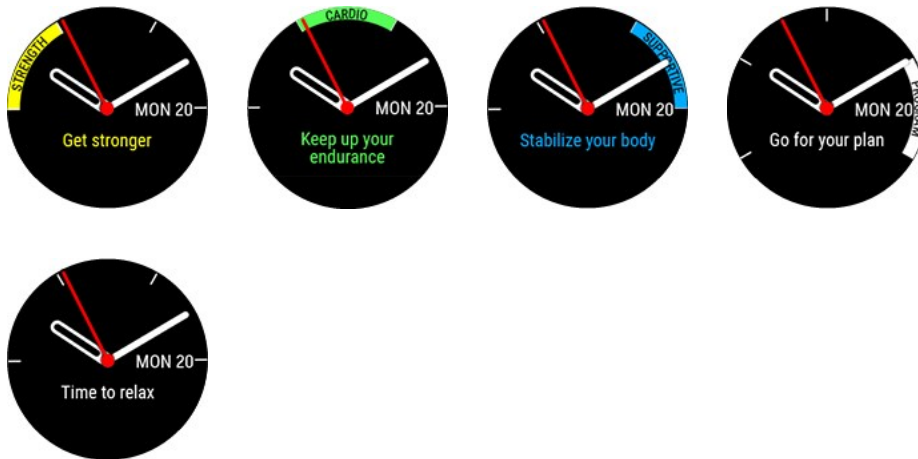 STRENGTH
MON 20
Get stronger
CARDIO
MON 20
Keep up your
endurance
SUPPORTIVE
MON 20
Stabilize your body
PROGRAM
MON 20
Go for your plan
MON 20
Time to relax